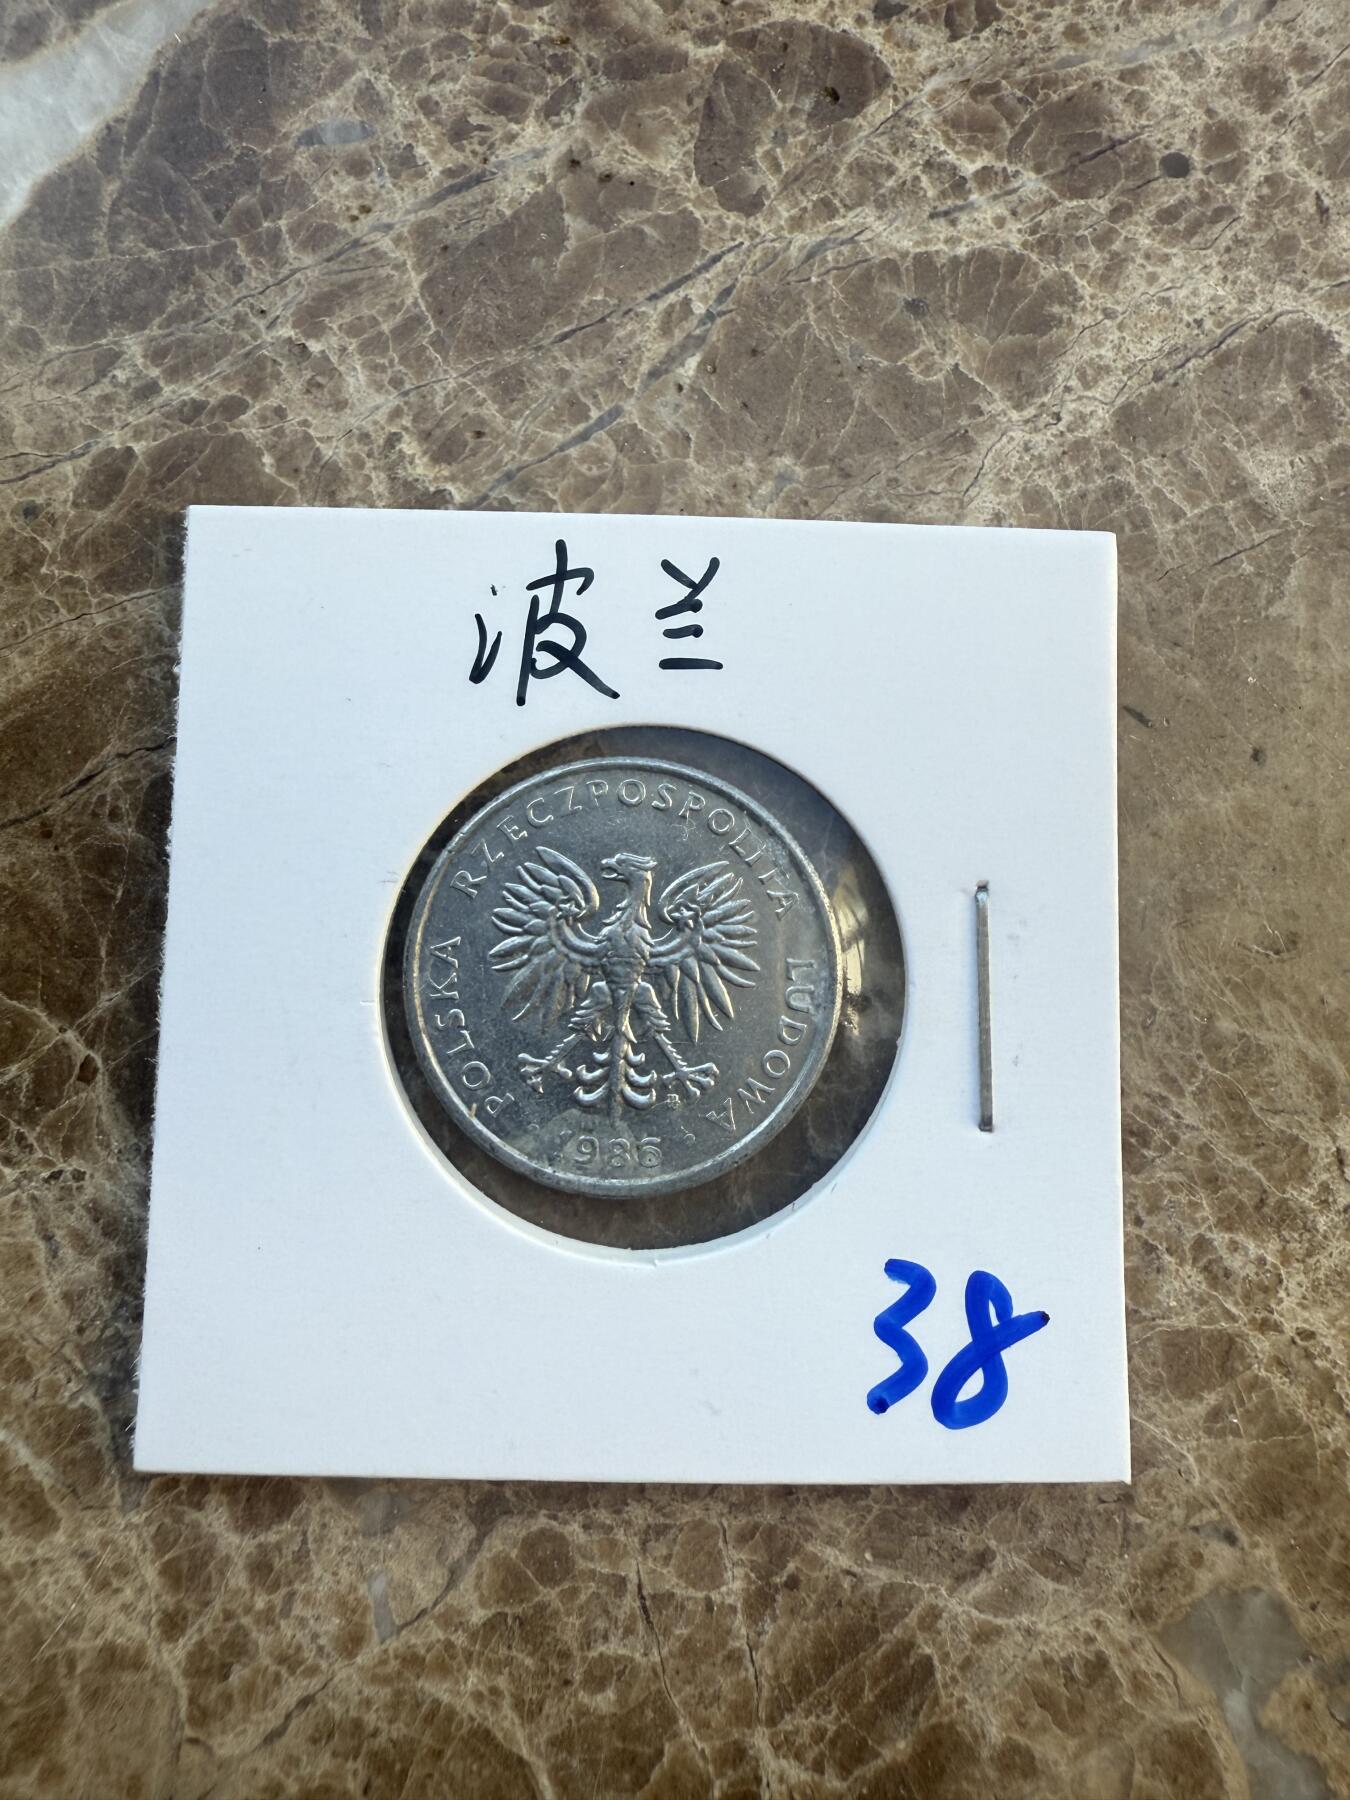 波兰
POLSKA RZECZPOSPOLITA LUDOWA
1986
38